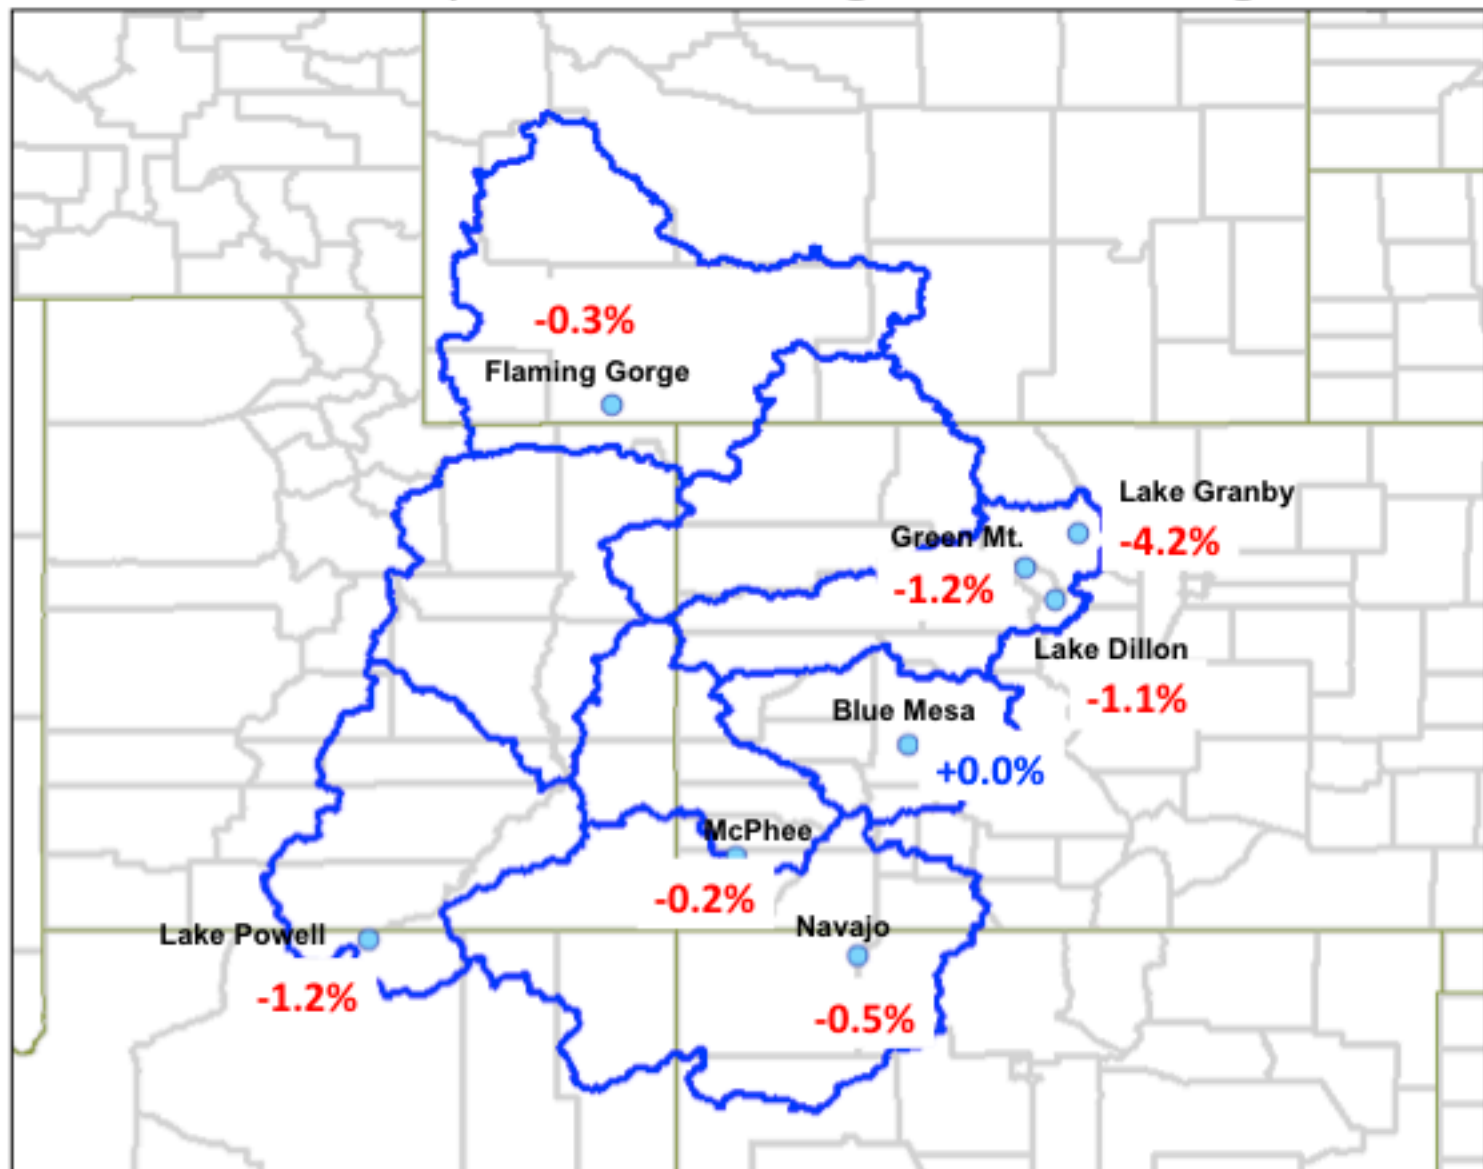 -0.3%
Flaming Gorge
Lake Granby
-4.2%
Green Mt.
-1.2%
Lake Dillon
-1.1%
Blue Mesa
+0.0%
McPhee
-0.2%
Navajo
-0.5%
Lake Powell
-1.2%